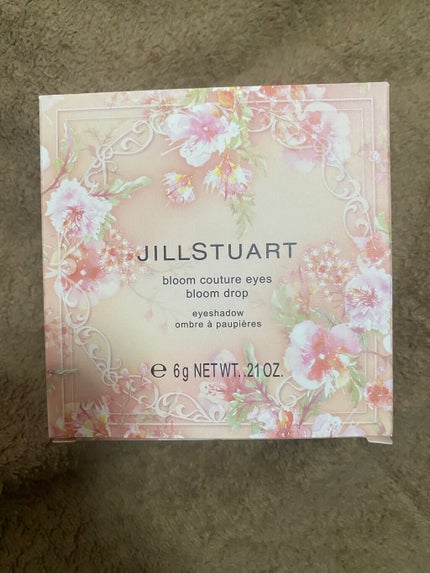 JILLSTUART
bloom couture eyes
bloom drop
eyeshadow
ombre à paupières
℮ 6g NET WT. .21 OZ.